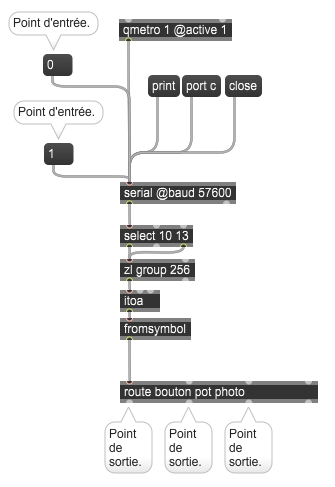 Point d'entrée.
qmetro 1 @active 1
0
print
port c
close
Point d'entrée.
1
serial @baud 57600
select 10 13
zl group 256
itoa
fromsymbol
route bouton pot photo
Point
de
sortie.
Point
de
sortie.
Point
de
sortie.